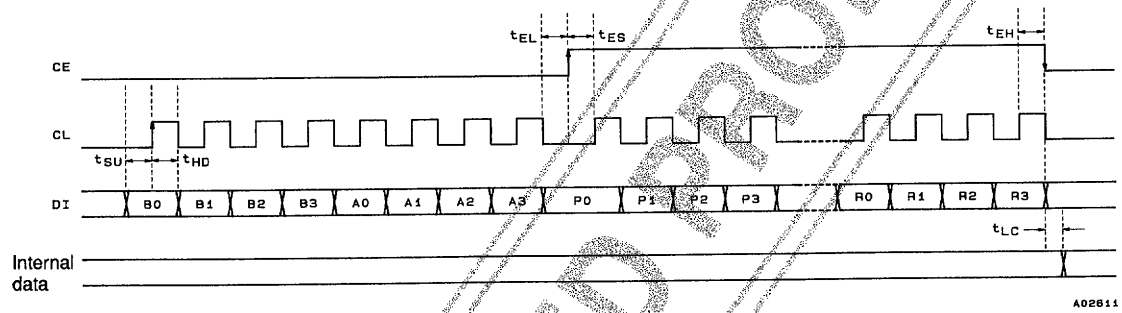 tEL tES tEH
CE
CL
tSU tHD
DI B0 B1 B2 B3 A0 A1 A2 A3 P0 P1 P2 P3 R0 R1 R2 R3
tLC
Internal
data
A02611